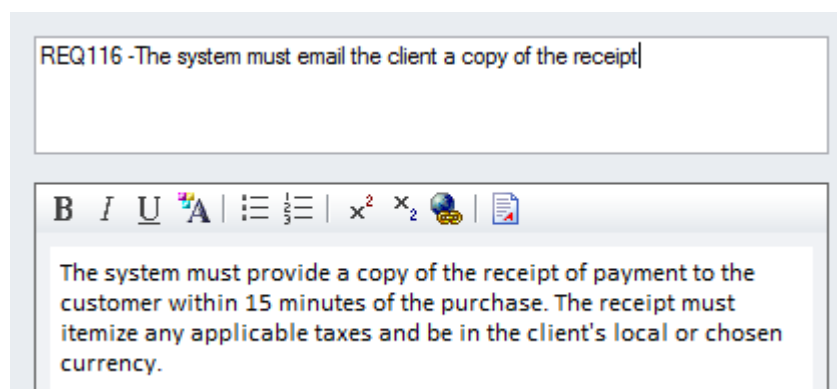 REQ116 -The system must email the client a copy of the receipt
B I U A x² x₂
The system must provide a copy of the receipt of payment to the
customer within 15 minutes of the purchase. The receipt must
itemize any applicable taxes and be in the client's local or chosen
currency.